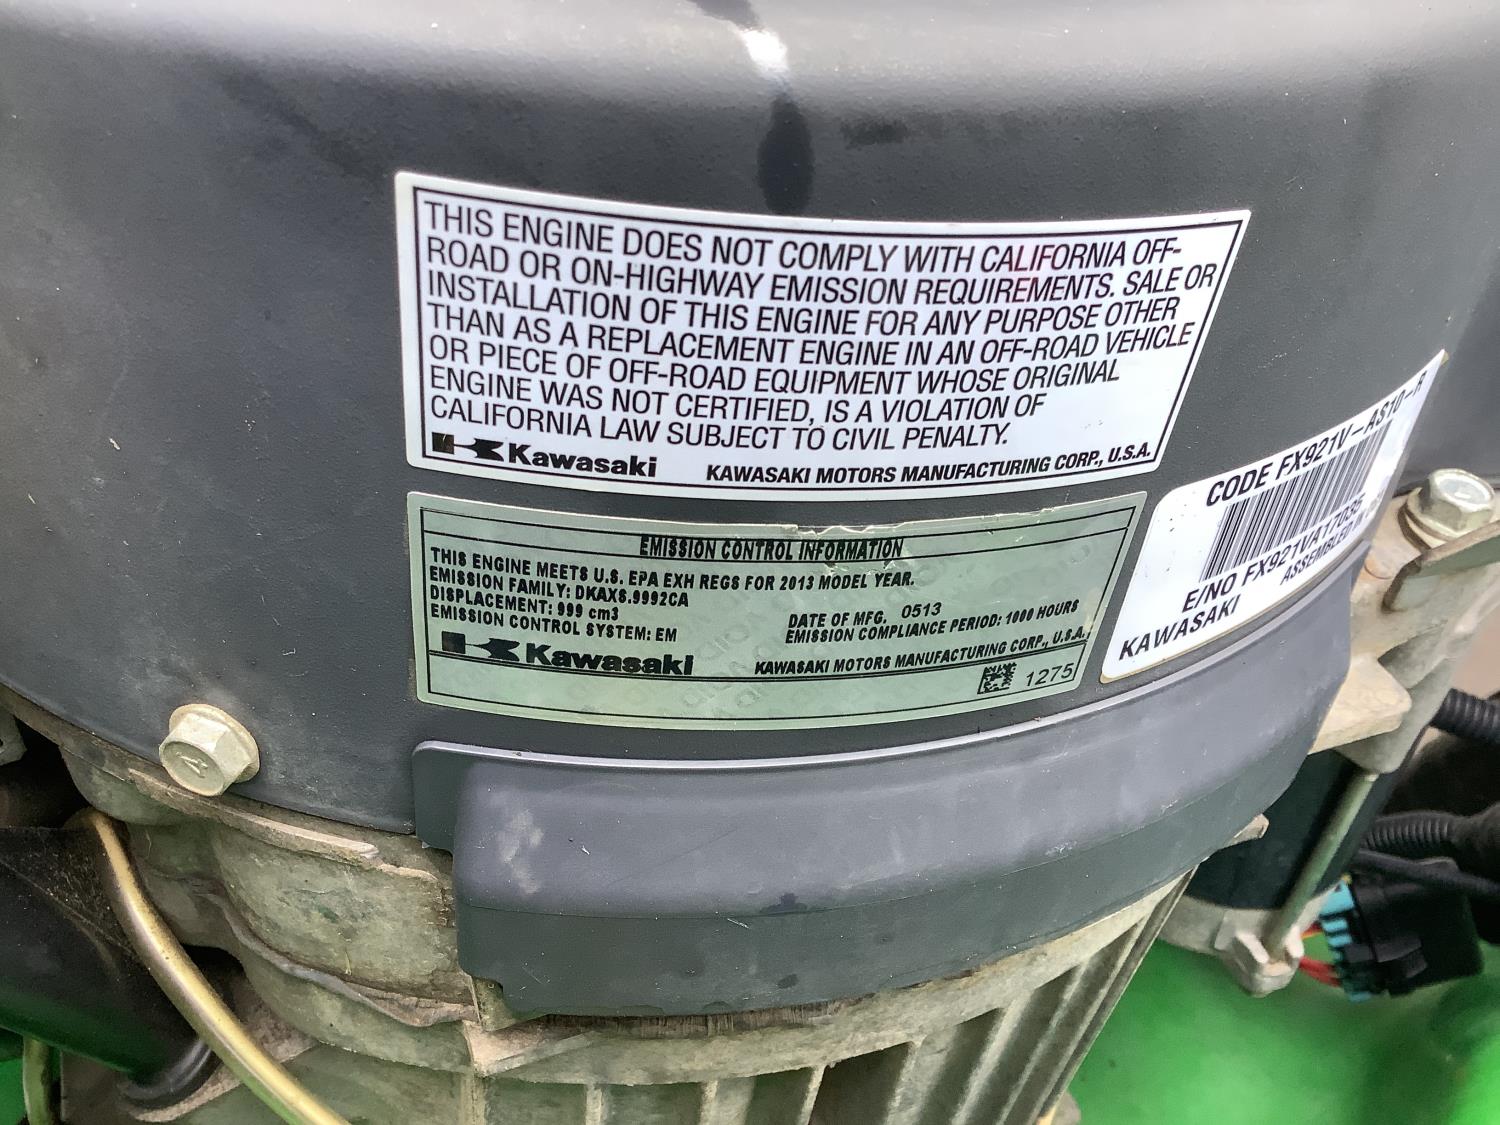 THIS ENGINE DOES NOT COMPLY WITH CALIFORNIA OFF-
ROAD OR ON-HIGHWAY EMISSION REQUIREMENTS. SALE OR
INSTALLATION OF THIS ENGINE FOR ANY PURPOSE OTHER
THAN AS A REPLACEMENT ENGINE IN AN OFF-ROAD VEHICLE
OR PIECE OF OFF-ROAD EQUIPMENT WHOSE ORIGINAL
ENGINE WAS NOT CERTIFIED, IS A VIOLATION OF
CALIFORNIA LAW SUBJECT TO CIVIL PENALTY.
Kawasaki KAWASAKI MOTORS MANUFACTURING CORP., U.S.A.
EMISSION CONTROL INFORMATION
THIS ENGINE MEETS U.S. EPA EXH REGS FOR 2013 MODEL YEAR.
EMISSION FAMILY: DKAXS.9992CA
DISPLACEMENT: 999 cm3 DATE OF MFG. 0513
EMISSION CONTROL SYSTEM: EM EMISSION COMPLIANCE PERIOD: 1000 HOURS
Kawasaki KAWASAKI MOTORS MANUFACTURING CORP., U.S.A.
1275
CODE FX921V-AS10-R
E/NO FX921VA17035
KAWASAKI ASSEMBLED IN